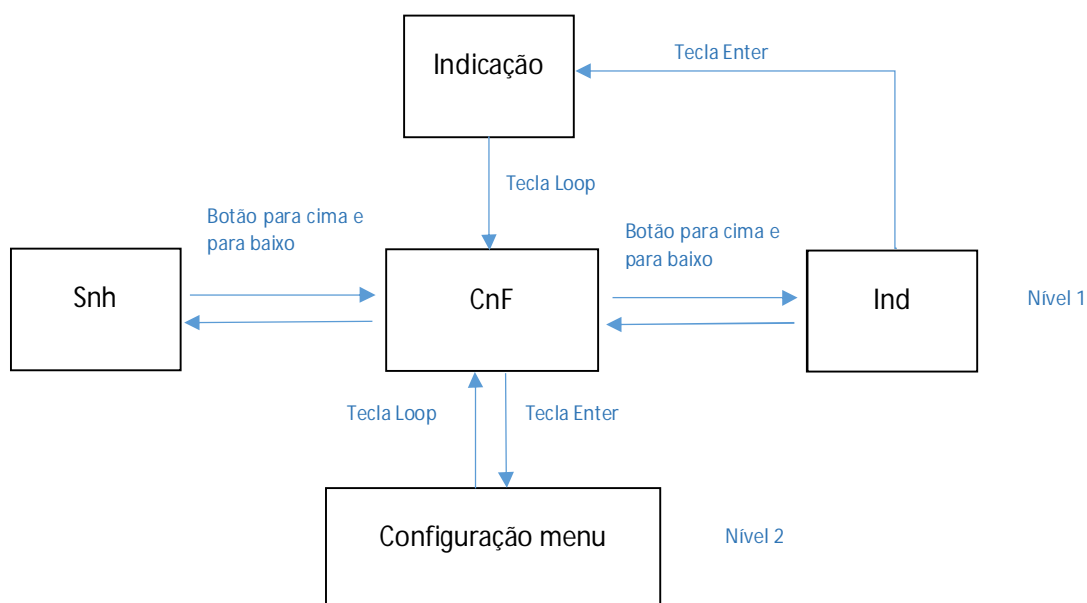 Indicação
Tecla Enter
Tecla Loop
Botão para cima e
para baixo
Botão para cima e
para baixo
Snh
CnF
Ind
Nível 1
Tecla Loop
Tecla Enter
Configuração menu
Nível 2